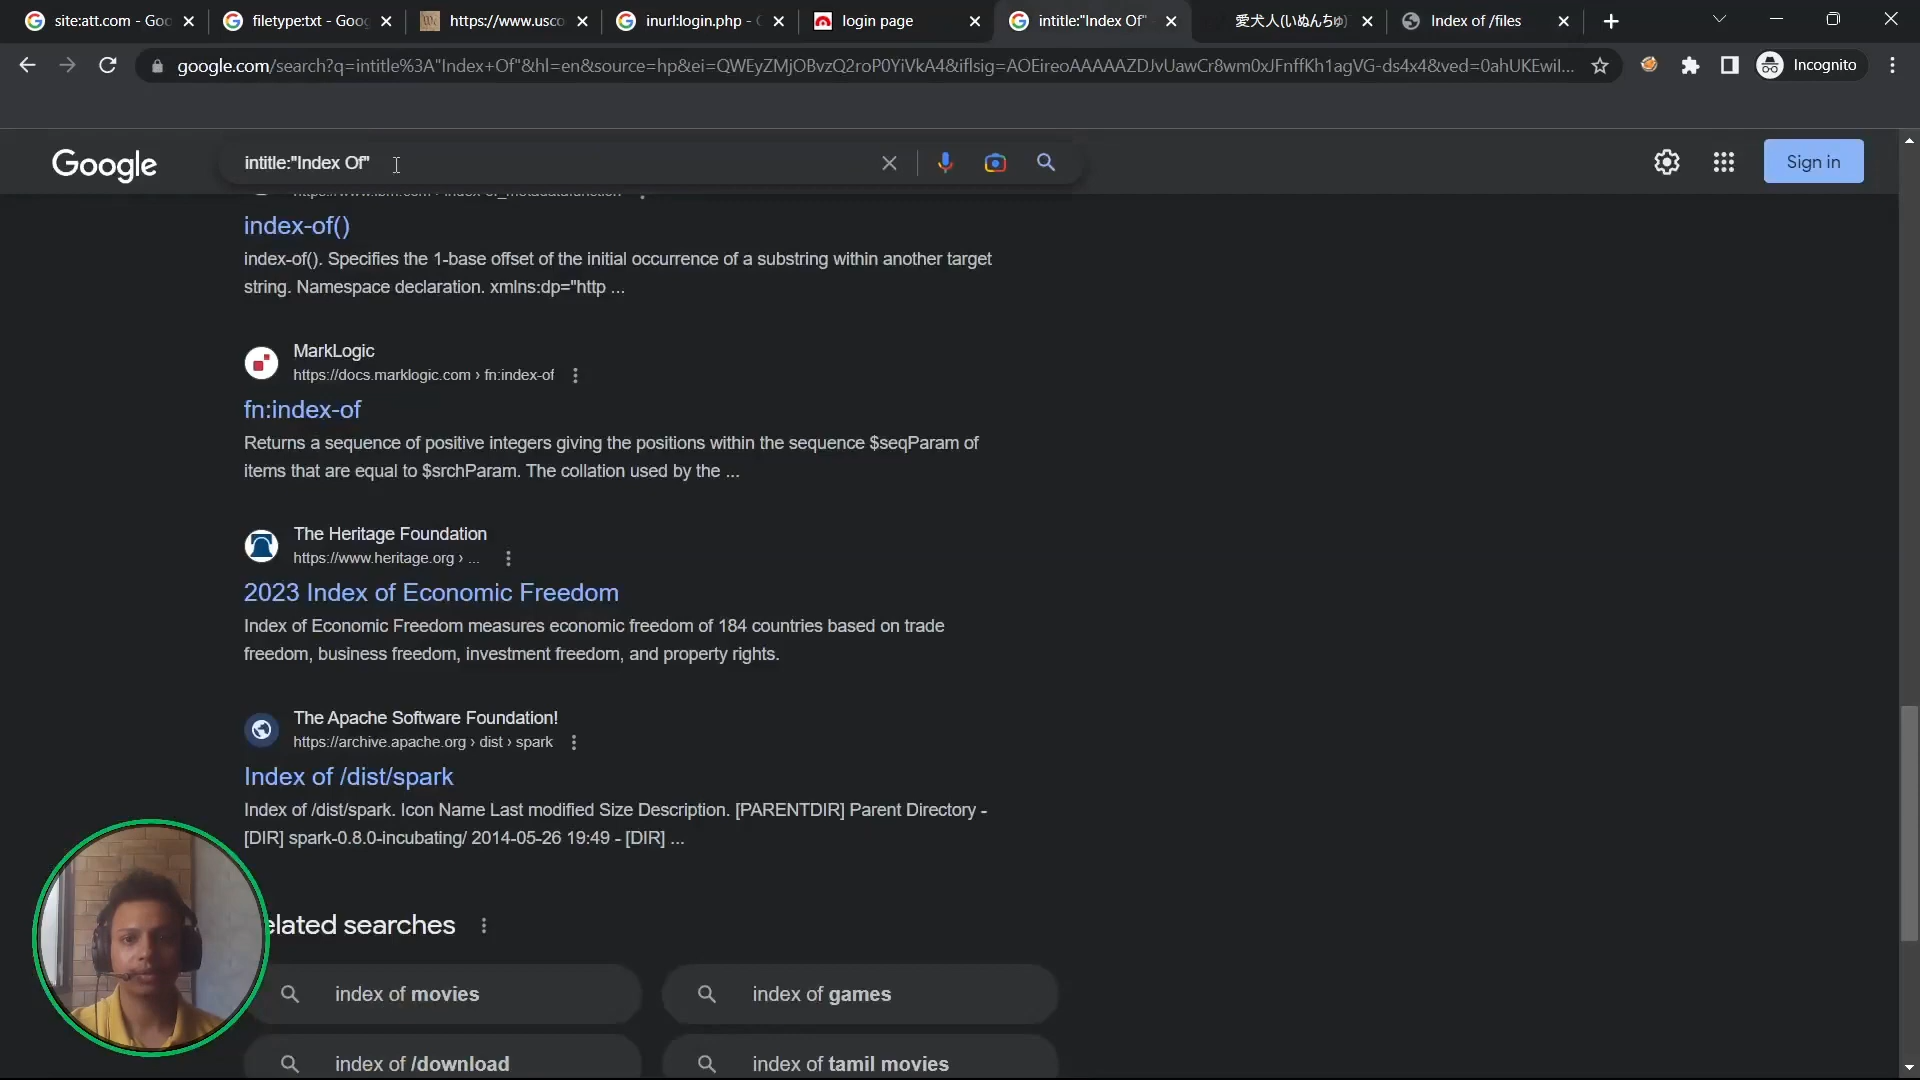 site:att.com - Goo
filetype:txt - Goog
https://www.usco
inurl:login.php - G
login page
intitle:"Index Of"
愛犬人(いぬんちゅ)
Index of /files
google.com/search?q=intitle%3A"Index+Of"&hl=en&source=hp&ei=QWEyZMjOBvzQ2roP0YiVkA4&iflsig=AOEireoAAAAAZDJvUawCr8wm0xJFnffKh1agVG-ds4x4&ved=0ahUKEwiI...
Incognito
Google
intitle:"Index Of"
Sign in
index-of()
index-of(). Specifies the 1-base offset of the initial occurrence of a substring within another target
string. Namespace declaration. xmlns:dp="http ...
MarkLogic
https://docs.marklogic.com › fn:index-of
fn:index-of
Returns a sequence of positive integers giving the positions within the sequence $seqParam of
items that are equal to $srchParam. The collation used by the ...
The Heritage Foundation
https://www.heritage.org › ...
2023 Index of Economic Freedom
Index of Economic Freedom measures economic freedom of 184 countries based on trade
freedom, business freedom, investment freedom, and property rights.
The Apache Software Foundation!
https://archive.apache.org › dist › spark
Index of /dist/spark
Index of /dist/spark. Icon Name Last modified Size Description. [PARENTDIR] Parent Directory -
[DIR] spark-0.8.0-incubating/ 2014-05-26 19:49 - [DIR] ...
elated searches
index of movies
index of games
index of /download
index of tamil movies